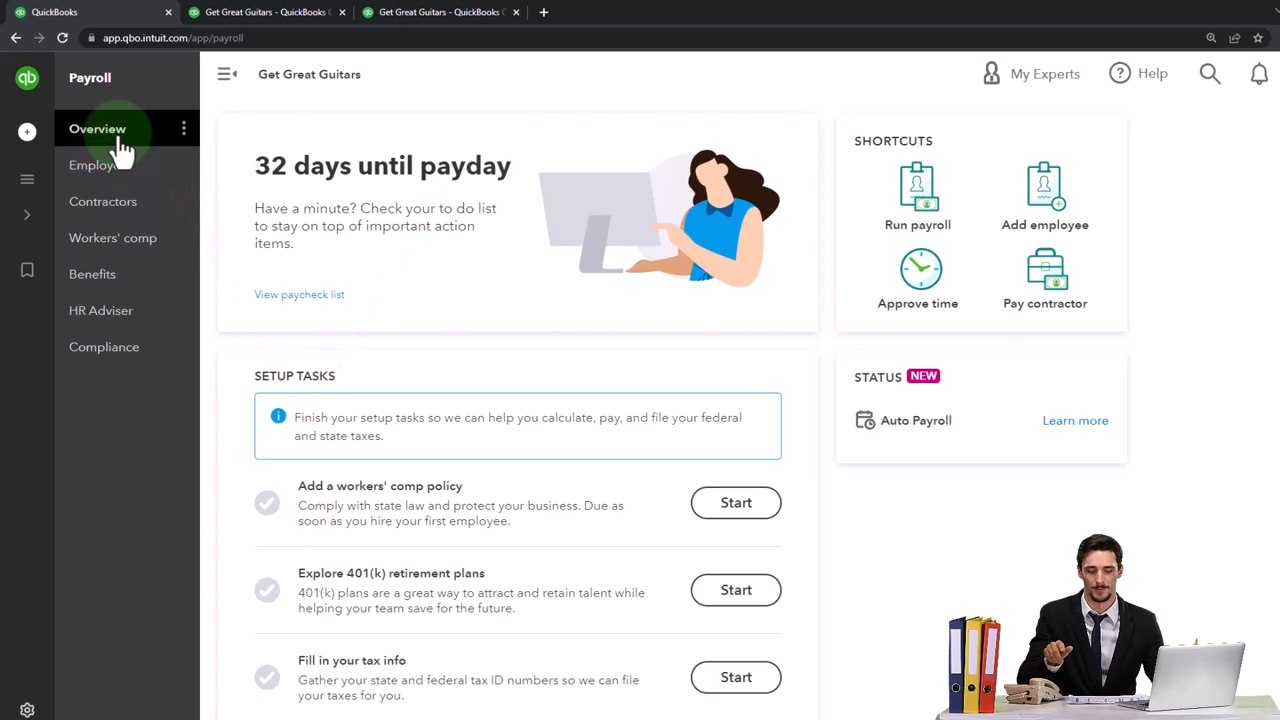 QuickBooks
Get Great Guitars - QuickBooks
Get Great Guitars - QuickBooks
app.qbo.intuit.com/app/payroll
qb
Payroll
Get Great Guitars
My Experts
Help
Overview
Contractors
Workers' comp
Benefits
HR Adviser
Compliance
32 days until payday
Have a minute? Check your to do list
to stay on top of important action
items.
View paycheck list
SHORTCUTS
Run payroll
Add employee
Approve time
Pay contractor
SETUP TASKS
Finish your setup tasks so we can help you calculate, pay, and file your federal
and state taxes.
Add a workers' comp policy
Comply with state law and protect your business. Due as
soon as you hire your first employee.
Start
Explore 401(k) retirement plans
401(k) plans are a great way to attract and retain talent while
helping your team save for the future.
Start
Fill in your tax info
Gather your state and federal tax ID numbers so we can file
your taxes for you.
Start
STATUS NEW
Auto Payroll
Learn more